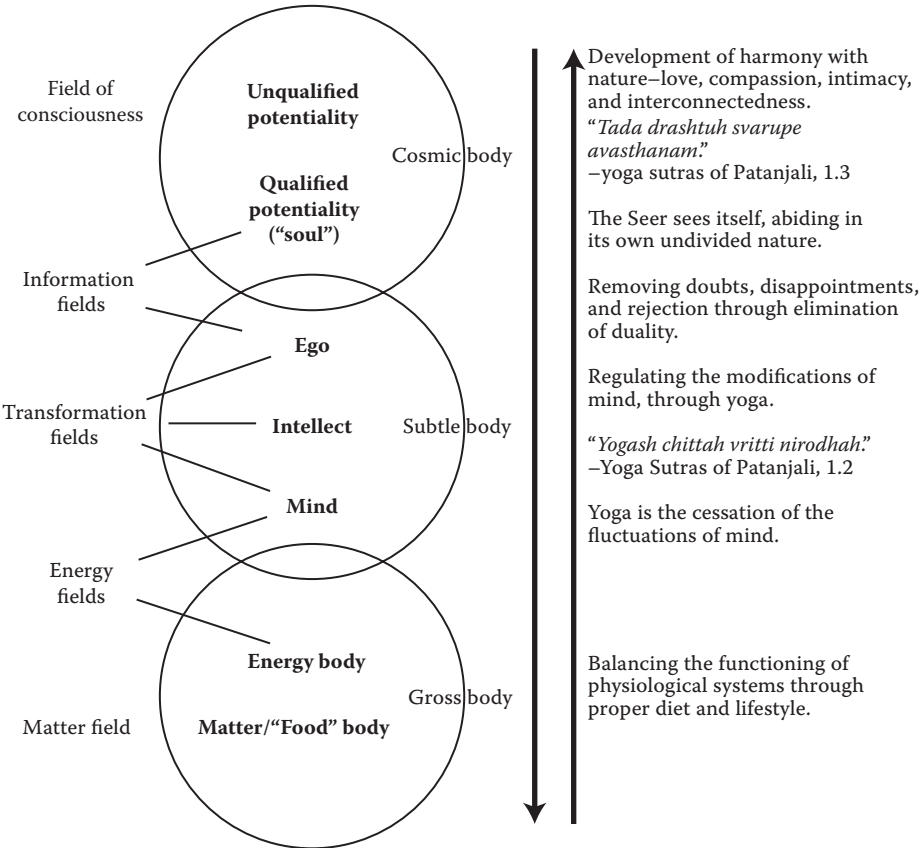 Field of
consciousness
Unqualified
potentiality
Cosmic body
Qualified
potentiality
(“soul”)
Information
fields
Ego
Transformation
fields
Intellect
Subtle body
Mind
Energy
fields
Energy body
Gross body
Matter field
Matter/“Food” body
Development of harmony with
nature–love, compassion, intimacy,
and interconnectedness.
“Tada drashtuh svarupe
avasthanam.”
–yoga sutras of Patanjali, 1.3
The Seer sees itself, abiding in
its own undivided nature.
Removing doubts, disappointments,
and rejection through elimination
of duality.
Regulating the modifications of
mind, through yoga.
“Yogash chittah vritti nirodhah.”
–Yoga Sutras of Patanjali, 1.2
Yoga is the cessation of the
fluctuations of mind.
Balancing the functioning of
physiological systems through
proper diet and lifestyle.